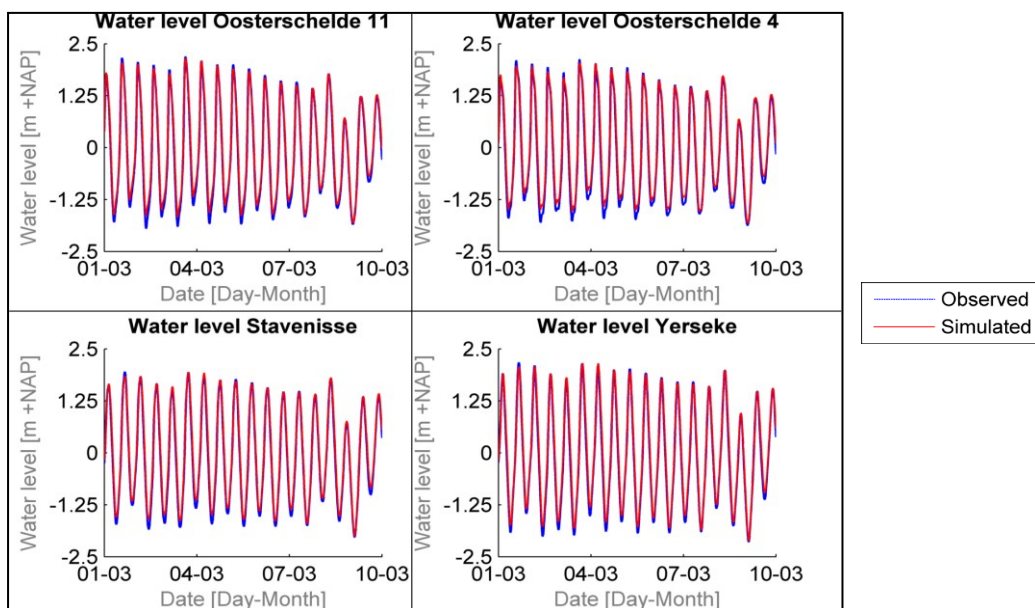 Water level Oosterschelde 11
Water level [m +NAP]
2.5
1.25
0
-1.25
-2.5
01-03 04-03 07-03 10-03
Date [Day-Month]
Water level Oosterschelde 4
Water level [m +NAP]
2.5
1.25
0
-1.25
-2.5
01-03 04-03 07-03 10-03
Date [Day-Month]
Observed
Simulated
Water level Stavenisse
Water level [m +NAP]
2.5
1.25
0
-1.25
-2.5
01-03 04-03 07-03 10-03
Date [Day-Month]
Water level Yerseke
Water level [m +NAP]
2.5
1.25
0
-1.25
-2.5
01-03 04-03 07-03 10-03
Date [Day-Month]